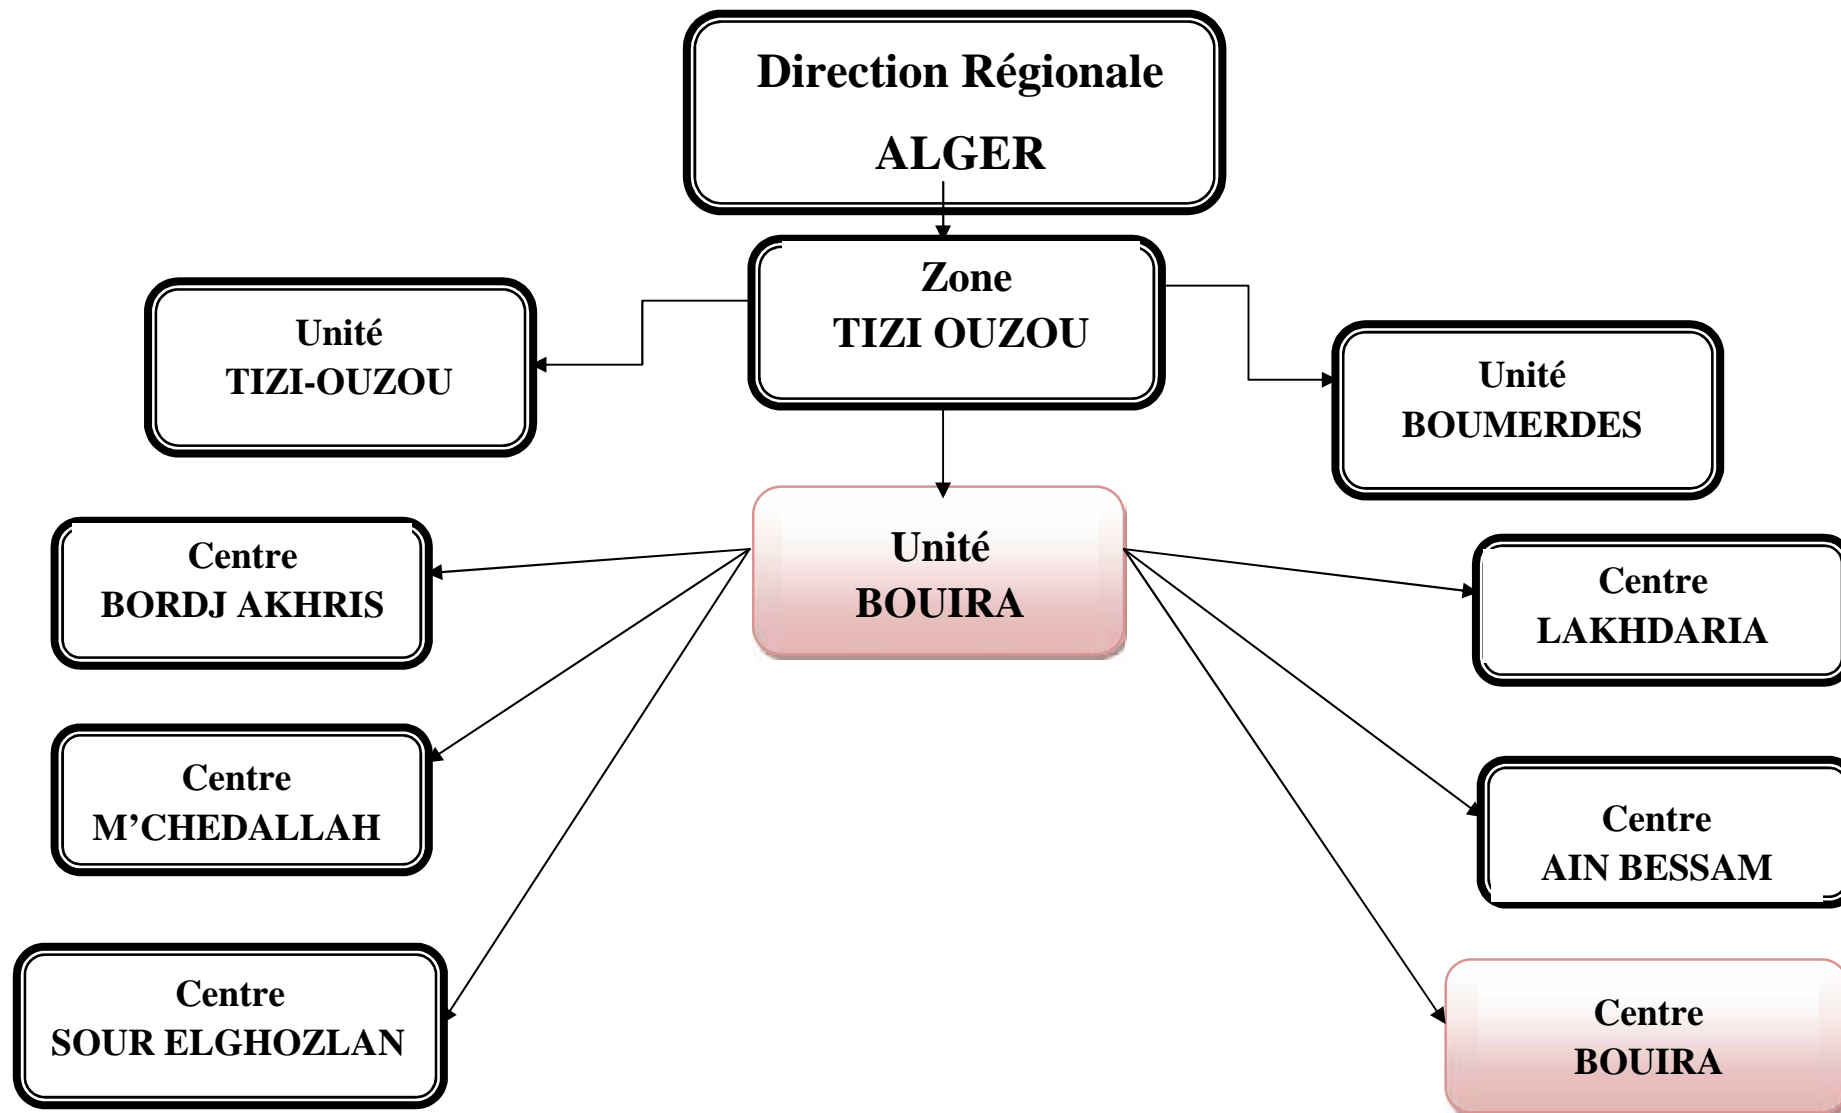 Direction Régionale
ALGER
Zone
TIZI OUZOU
Unité
TIZI-OUZOU
Unité
BOUMERDES
Unité
BOUIRA
Centre
BORDJ AKHRIS
Centre
LAKHDARIA
Centre
M’CHEDALLAH
Centre
AIN BESSAM
Centre
SOUR ELGHOZLAN
Centre
BOUIRA